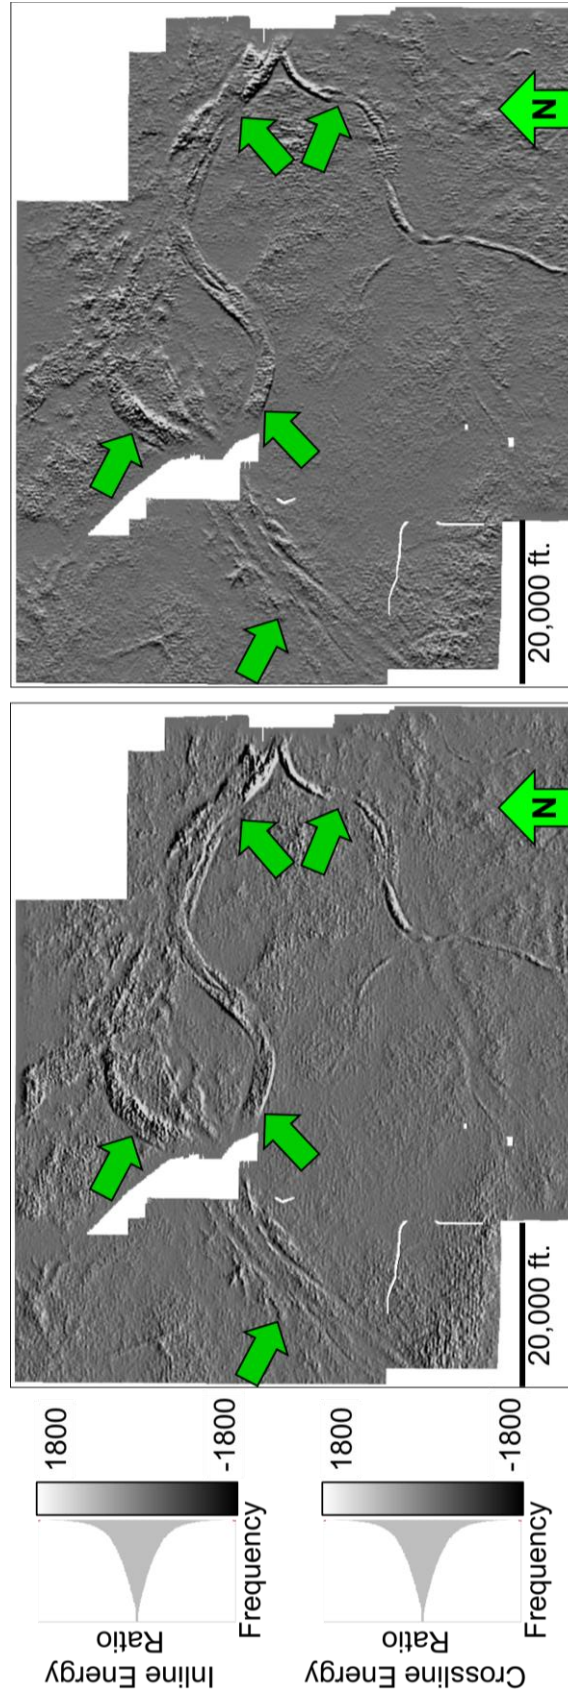 Inline Energy
Ratio
Frequency
1800
-1800
Crossline Energy
Ratio
Frequency
1800
-1800
20,000 ft.
N
20,000 ft.
N